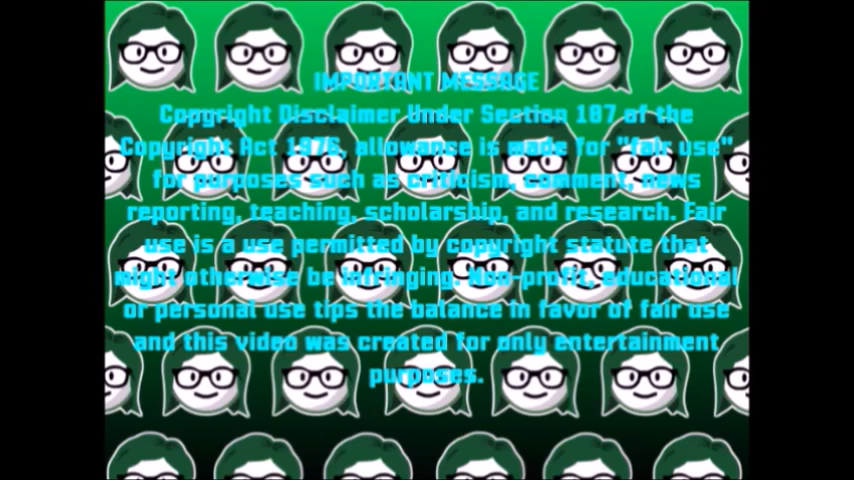 IMPORTANT MESSAGE
Copyright Disclaimer Under Section 107 of the
Copyright Act 1976, allowance is made for "fair use"
for purposes such as criticism, comment, news
reporting, teaching, scholarship, and research. Fair
use is a use permitted by copyright statute that
might otherwise be infringing. Non-profit, educational
or personal use tips the balance in favor of fair use
and this video was created for only entertainment
purposes.